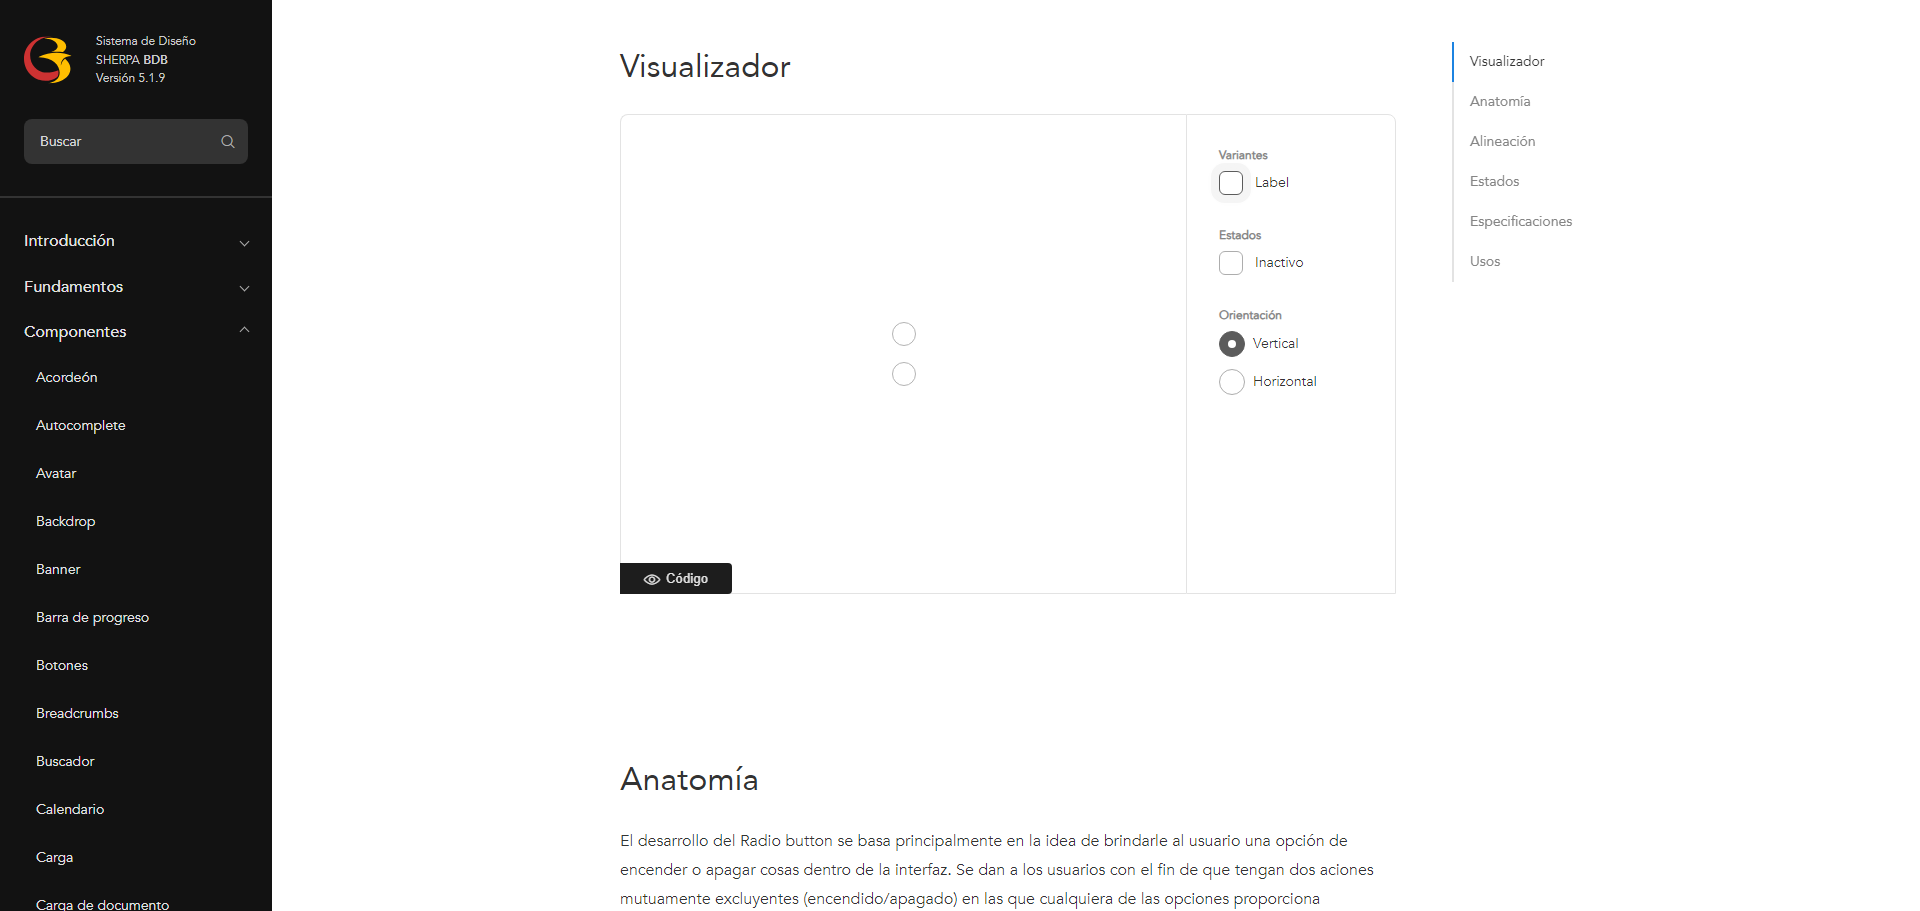 Sistema de Diseño
SHERPA BDB
Versión 5.1.9
Buscar
Introducción
Fundamentos
Componentes
Acordeón
Autocomplete
Avatar
Backdrop
Banner
Barra de progreso
Botones
Breadcrumbs
Buscador
Calendario
Carga
Carga de documento
Visualizador
Variantes
Label
Estados
Inactivo
Orientación
Vertical
Horizontal
Código
Anatomía
El desarrollo del Radio button se basa principalmente en la idea de brindarle al usuario una opción de
encender o apagar cosas dentro de la interfaz. Se dan a los usuarios con el fin de que tengan dos aciones
mutuamente excluyentes (encendido/apagado) en las que cualquiera de las opciones proporciona
Visualizador
Anatomía
Alineación
Estados
Especificaciones
Usos